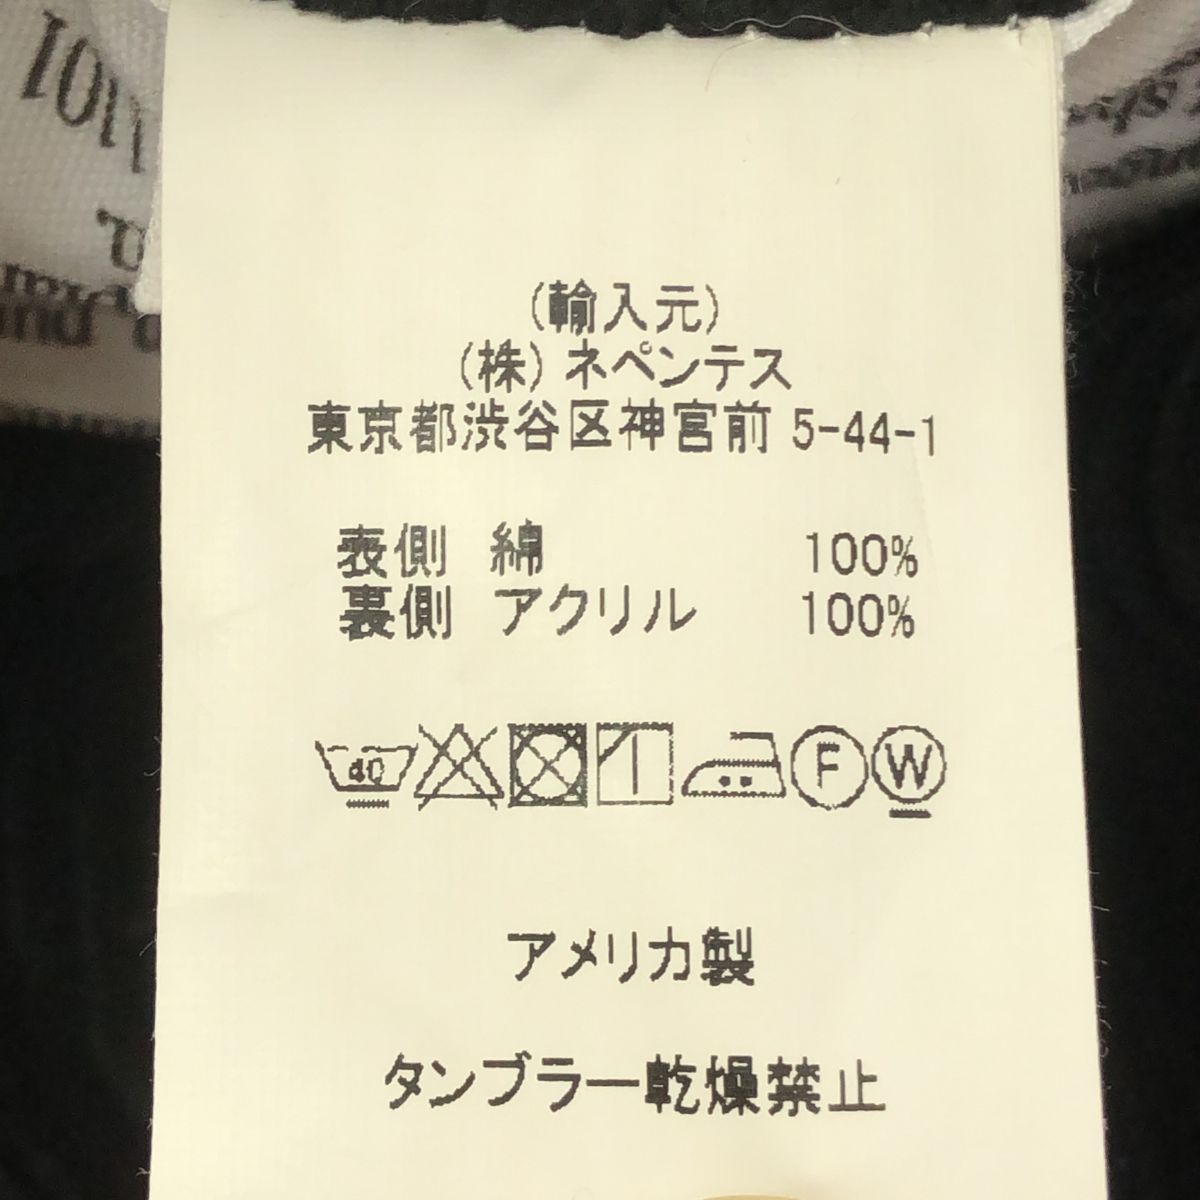 (輸入元)
(株) ネペンテス
東京都渋谷区神宮前 5-44-1
表側 綿 100%
裏側 アクリル 100%
40 F W
アメリカ製
タンブラー乾燥禁止